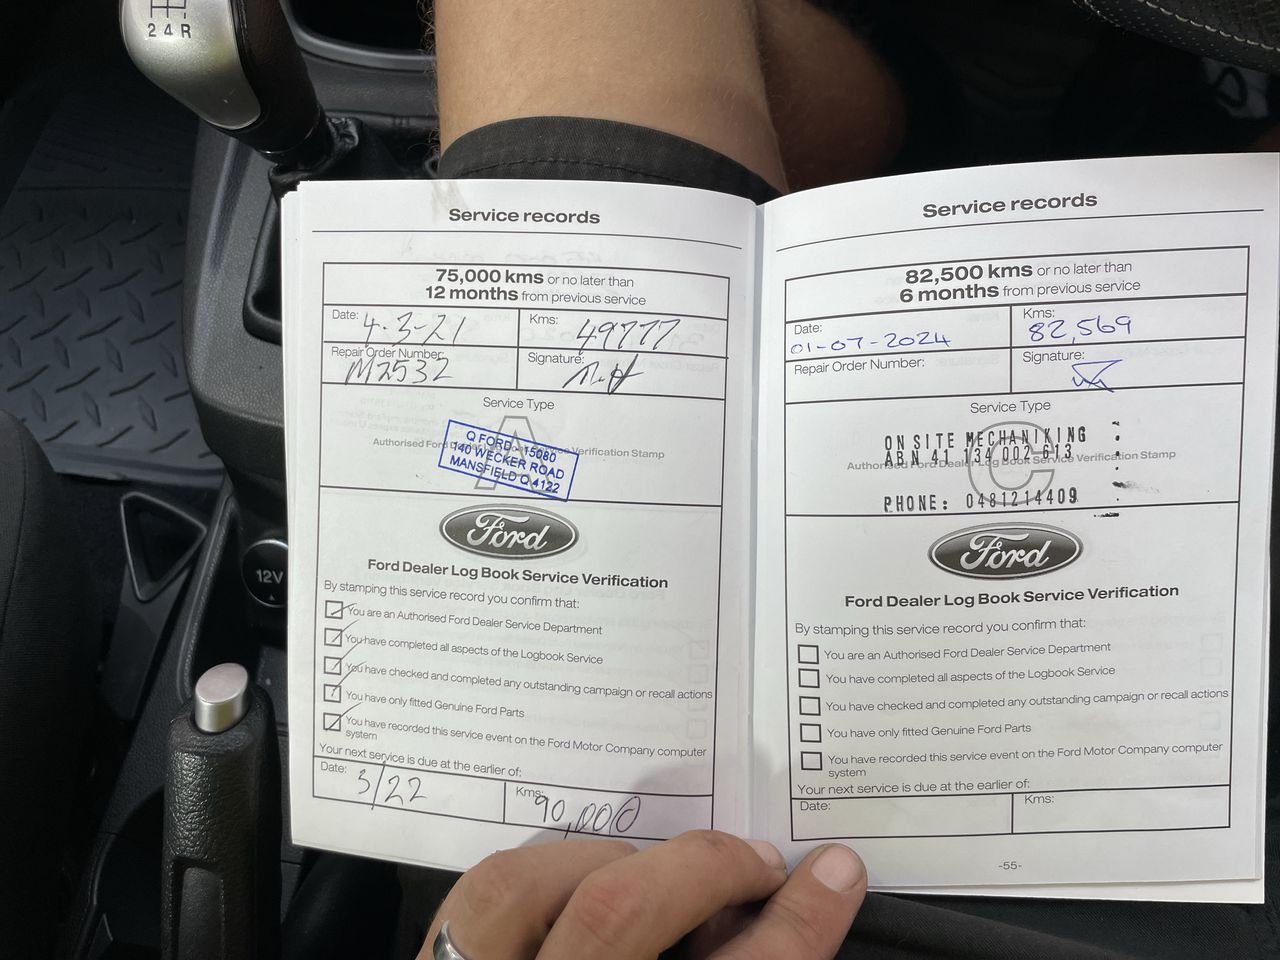 2 4 R
12V
Service records
75,000 kms or no later than
12 months from previous service
Date: 4-3-21 Kms: 49777
Repair Order Number: M2532 Signature:
Service Type
A
Authorised Ford Dealer Log Book Service Verification Stamp
Q FORD 15080
140 WECKER ROAD
MANSFIELD Q 4122
Ford
Ford Dealer Log Book Service Verification
By stamping this service record you confirm that:
You are an Authorised Ford Dealer Service Department
You have completed all aspects of the Logbook Service
You have checked and completed any outstanding campaign or recall actions
You have only fitted Genuine Ford Parts
You have recorded this service event on the Ford Motor Company computer
system
Your next service is due at the earlier of:
Date: 3/22 Kms: 90,000
Service records
82,500 kms or no later than
6 months from previous service
Date: 01-07-2024 Kms: 82,569
Repair Order Number: Signature:
Service Type
C
Authorised Ford Dealer Log Book Service Verification Stamp
ON SITE MECHANIKING
ABN 41 134 002 613
PHONE: 0481214409
Ford
Ford Dealer Log Book Service Verification
By stamping this service record you confirm that:
You are an Authorised Ford Dealer Service Department
You have completed all aspects of the Logbook Service
You have checked and completed any outstanding campaign or recall actions
You have only fitted Genuine Ford Parts
You have recorded this service event on the Ford Motor Company computer
system
Your next service is due at the earlier of:
Date: Kms:
-55-